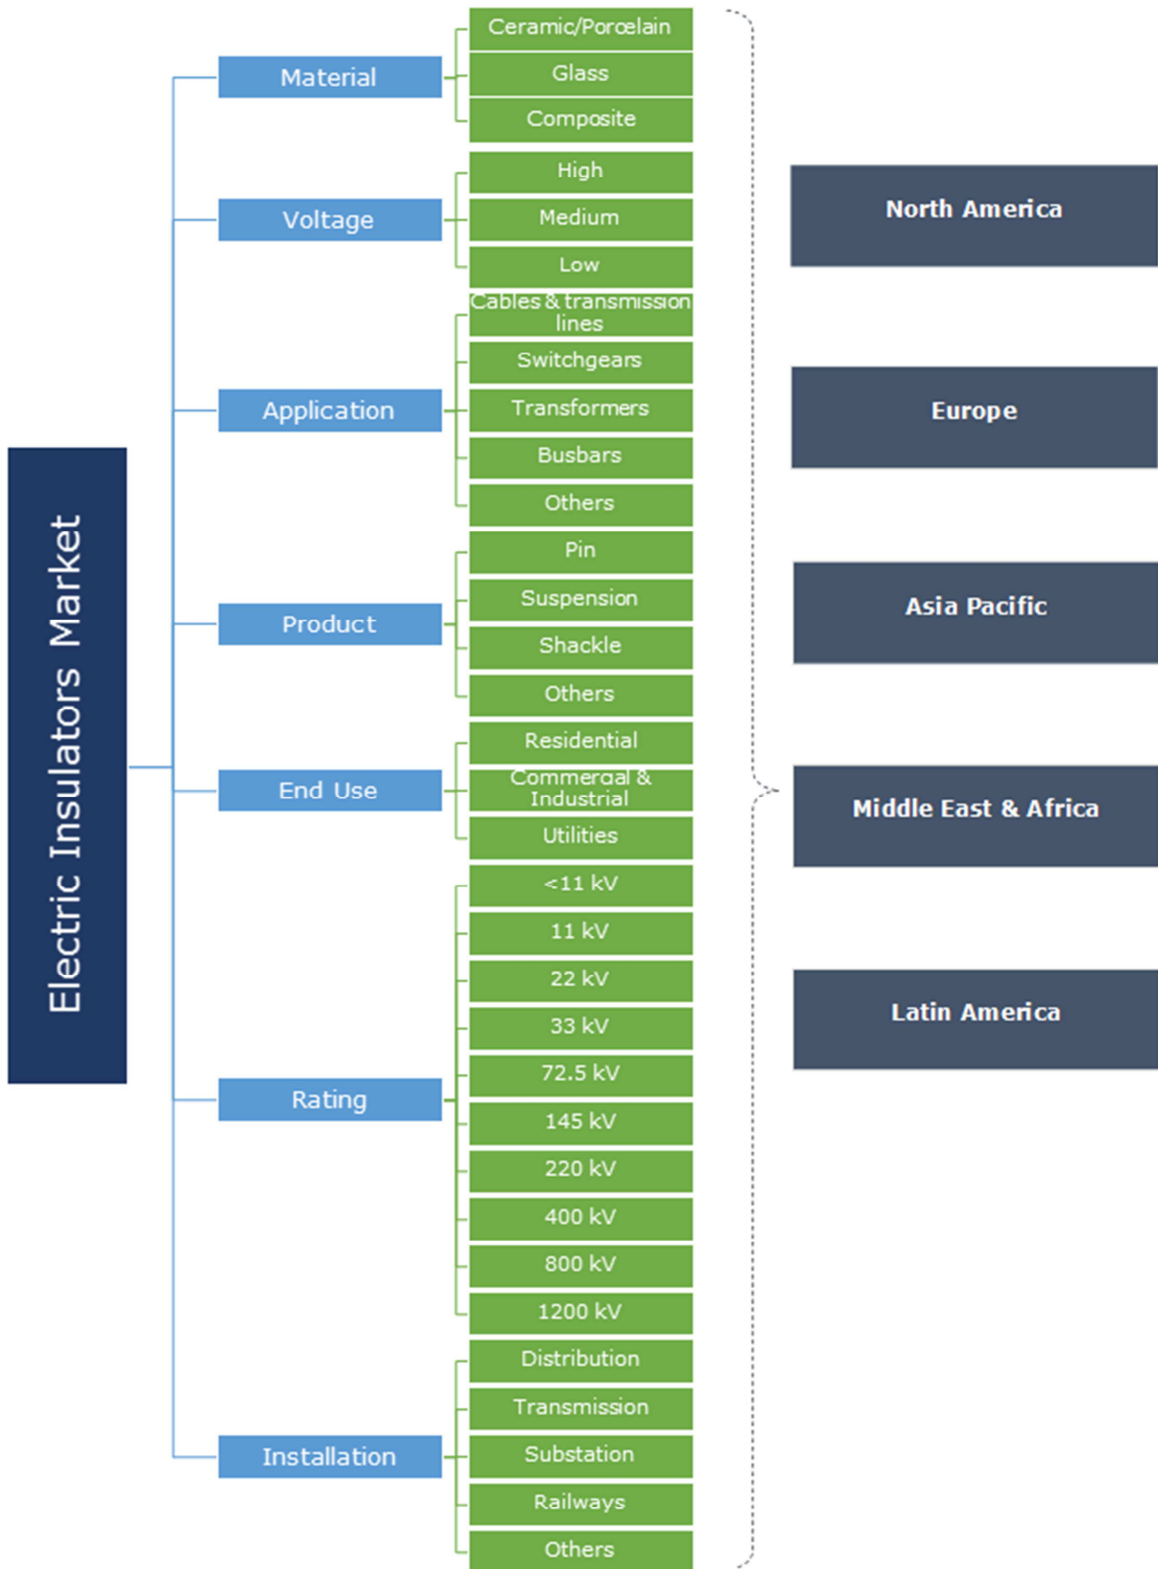 Electric Insulators Market
Material
Ceramic/Porcelain
Glass
Composite
Voltage
High
Medium
Low
Application
Cables & transmission
lines
Switchgears
Transformers
Busbars
Others
Product
Pin
Suspension
Shackle
Others
End Use
Residential
Commercial &
Industrial
Utilities
Rating
<11 kV
11 kV
22 kV
33 kV
72.5 kV
145 kV
220 kV
400 kV
800 kV
1200 kV
Installation
Distribution
Transmission
Substation
Railways
Others
North America
Europe
Asia Pacific
Middle East & Africa
Latin America